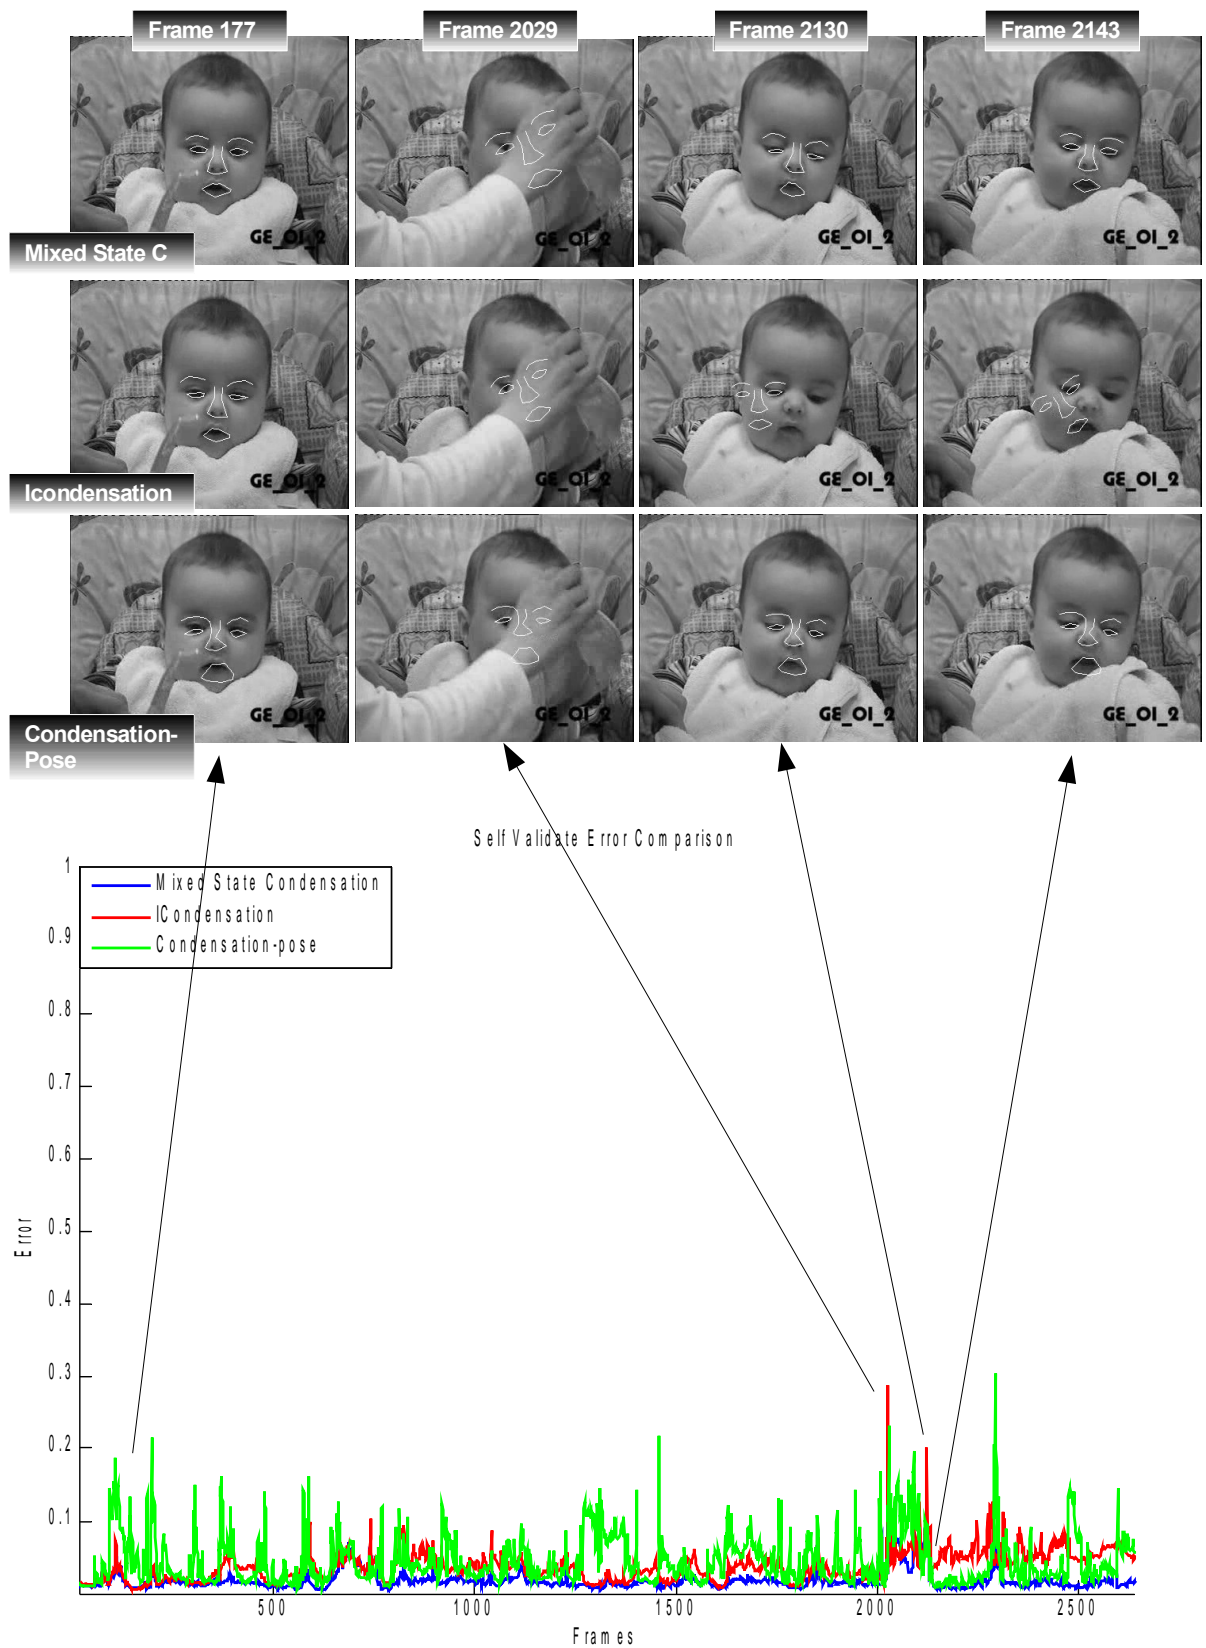 Frame 177
Frame 2029
Frame 2130
Frame 2143
GE_OI_2
GE_OI_2
GE_OI_2
GE_OI_2
Mixed State C
GE_OI_2
GE_OI_2
GE_OI_2
GE_OI_2
Icondensation
GE_OI_2
GE_OI_2
GE_OI_2
GE_OI_2
Condensation-
Pose
Self Validate Error Comparison
1
Mixed State Condensation
ICondensation
Condensation-pose
0.9
0.8
0.7
0.6
0.5
Error
0.4
0.3
0.2
0.1
500
1000
1500
2000
2500
Frames